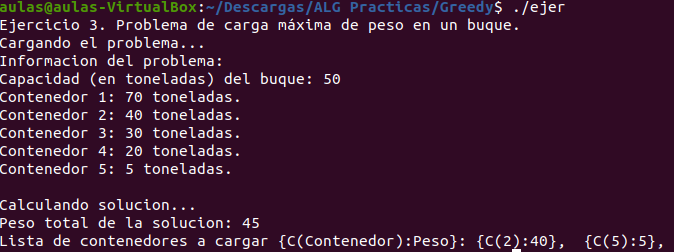 aulas@aulas-VirtualBox:~/Descargas/ALG Practicas/Greedy$ ./ejer
Ejercicio 3. Problema de carga máxima de peso en un buque.
Cargando el problema...
Informacion del problema:
Capacidad (en toneladas) del buque: 50
Contenedor 1: 70 toneladas.
Contenedor 2: 40 toneladas.
Contenedor 3: 30 toneladas.
Contenedor 4: 20 toneladas.
Contenedor 5: 5 toneladas.

Calculando solucion...
Peso total de la solucion: 45
Lista de contenedores a cargar {C(Contenedor):Peso}: {C(2):40},  {C(5):5},